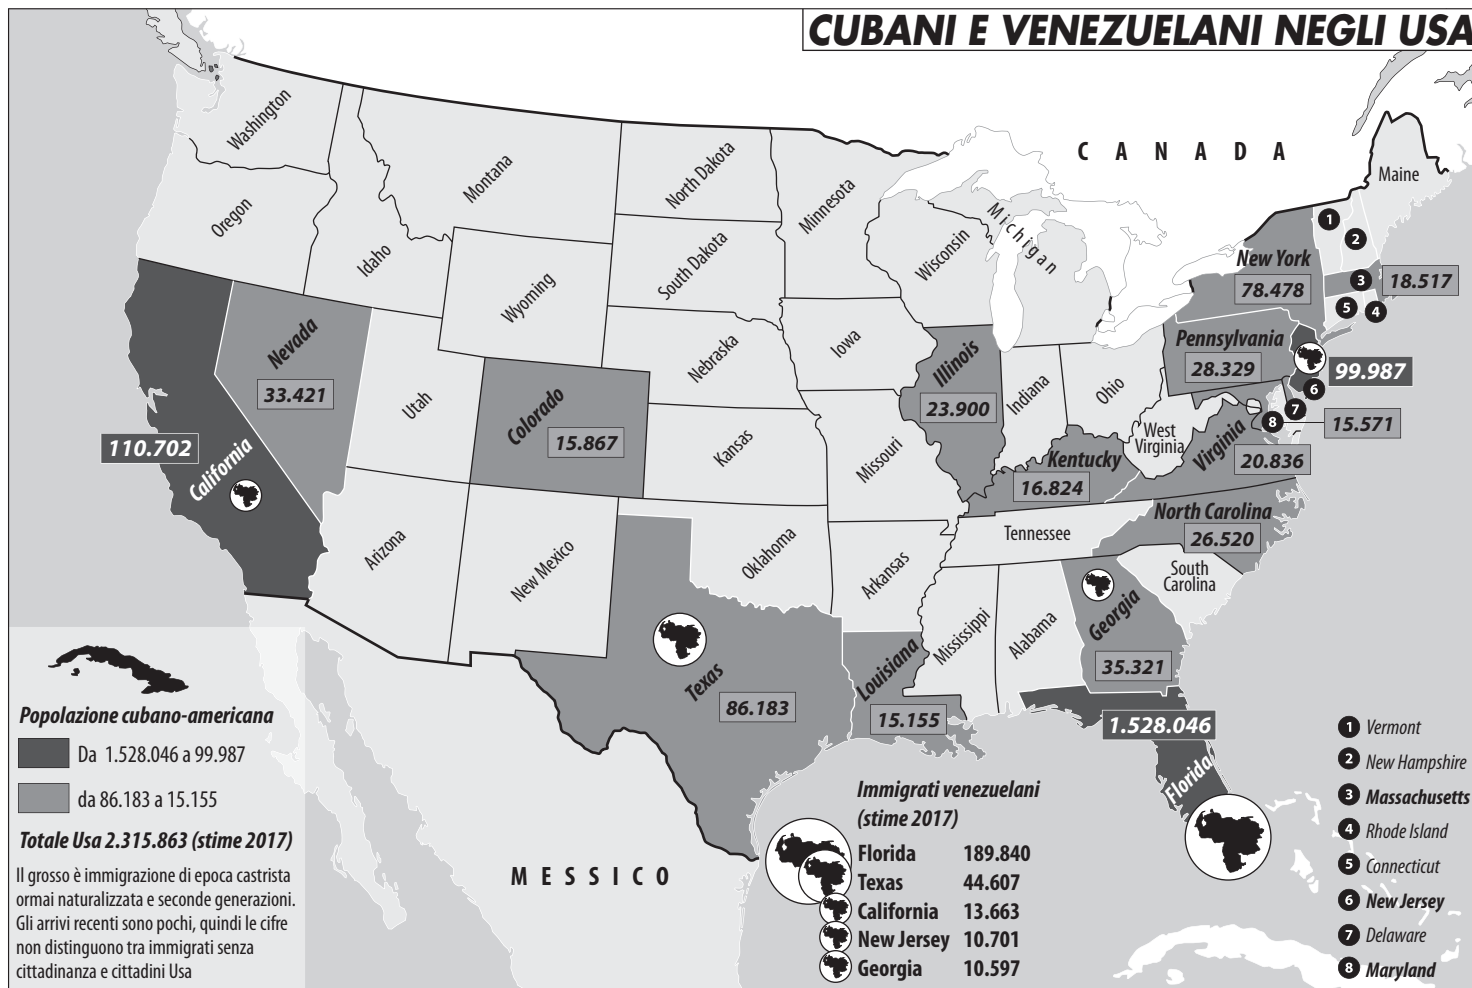 CUBANI E VENEZUELANI NEGLI USA
CANADA
Washington
Oregon
Idaho
Montana
North Dakota
Minnesota
South Dakota
Wyoming
Wisconsin
Michigan
Maine
1
2
New York
78.478
3
18.517
5
4
Nevada
33.421
Utah
Colorado
15.867
Nebraska
Iowa
Illinois
23.900
Indiana
Ohio
Pennsylvania
28.329
99.987
6
7
8
15.571
110.702
California
Kansas
Missouri
Kentucky
16.824
West
Virginia
Virginia
20.836
Arizona
New Mexico
Oklahoma
Arkansas
Tennessee
North Carolina
26.520
South
Carolina
Texas
86.183
Louisiana
15.155
Mississippi
Alabama
Georgia
35.321
1.528.046
Florida
MESSICO
Popolazione cubano-americana
Da 1.528.046 a 99.987
da 86.183 a 15.155
Totale Usa 2.315.863 (stime 2017)
Il grosso è immigrazione di epoca castrista
ormai naturalizzata e seconde generazioni.
Gli arrivi recenti sono pochi, quindi le cifre
non distinguono tra immigrati senza
cittadinanza e cittadini Usa
Immigrati venezuelani
(stime 2017)
Florida 189.840
Texas 44.607
California 13.663
New Jersey 10.701
Georgia 10.597
1 Vermont
2 New Hampshire
3 Massachusetts
4 Rhode Island
5 Connecticut
6 New Jersey
7 Delaware
8 Maryland